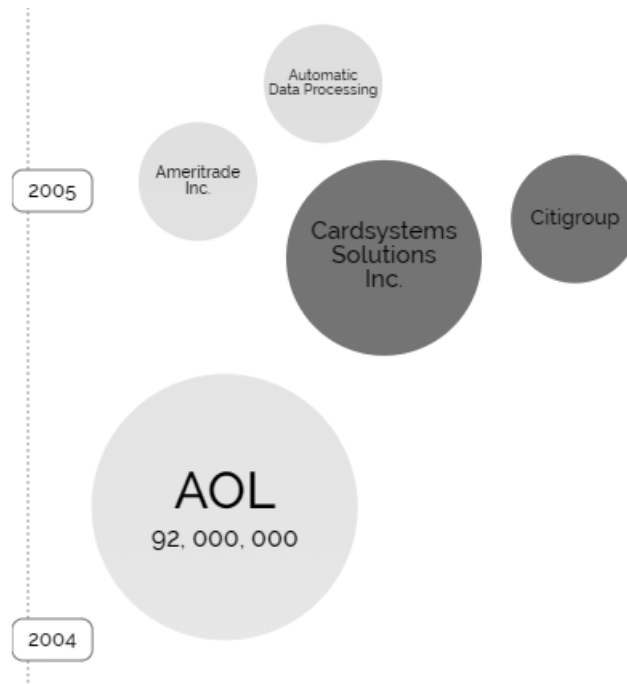 Automatic
Data Processing
Ameritrade
Inc.
2005
Cardsystems
Solutions
Inc.
Citigroup
AOL
92, 000, 000
2004